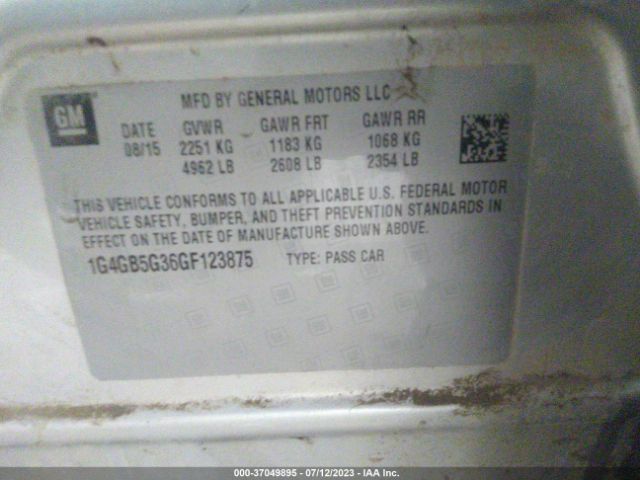 GM
MFD BY GENERAL MOTORS LLC
DATE GVWR GAWR FRT GAWR RR
08/15 2251 KG 1183 KG 1068 KG
4962 LB 2608 LB 2354 LB
THIS VEHICLE CONFORMS TO ALL APPLICABLE U.S. FEDERAL MOTOR
VEHICLE SAFETY, BUMPER, AND THEFT PREVENTION STANDARDS IN
EFFECT ON THE DATE OF MANUFACTURE SHOWN ABOVE.
1G4GB5G36GF123875 TYPE: PASS CAR
000-37049895 - 07/12/2023 - IAA Inc.